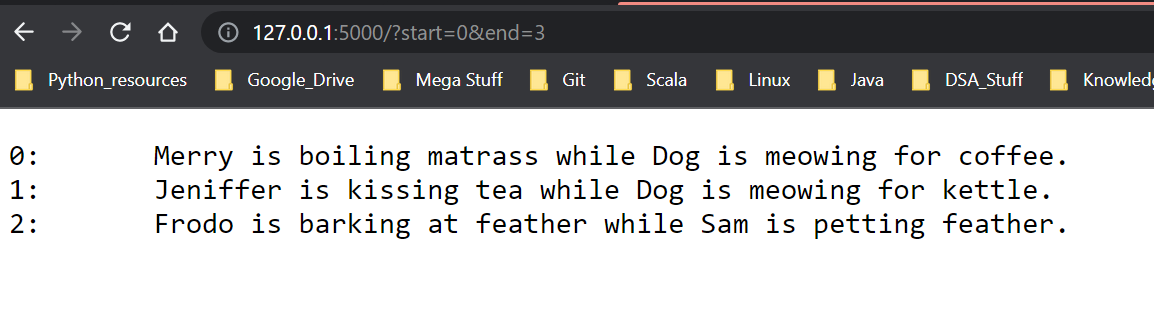 127.0.0.1:5000/?start=0&end=3
Python_resources Google_Drive Mega Stuff Git Scala Linux Java DSA_Stuff
0: Merry is boiling matrass while Dog is meowing for coffee.
1: Jeniffer is kissing tea while Dog is meowing for kettle.
2: Frodo is barking at feather while Sam is petting feather.